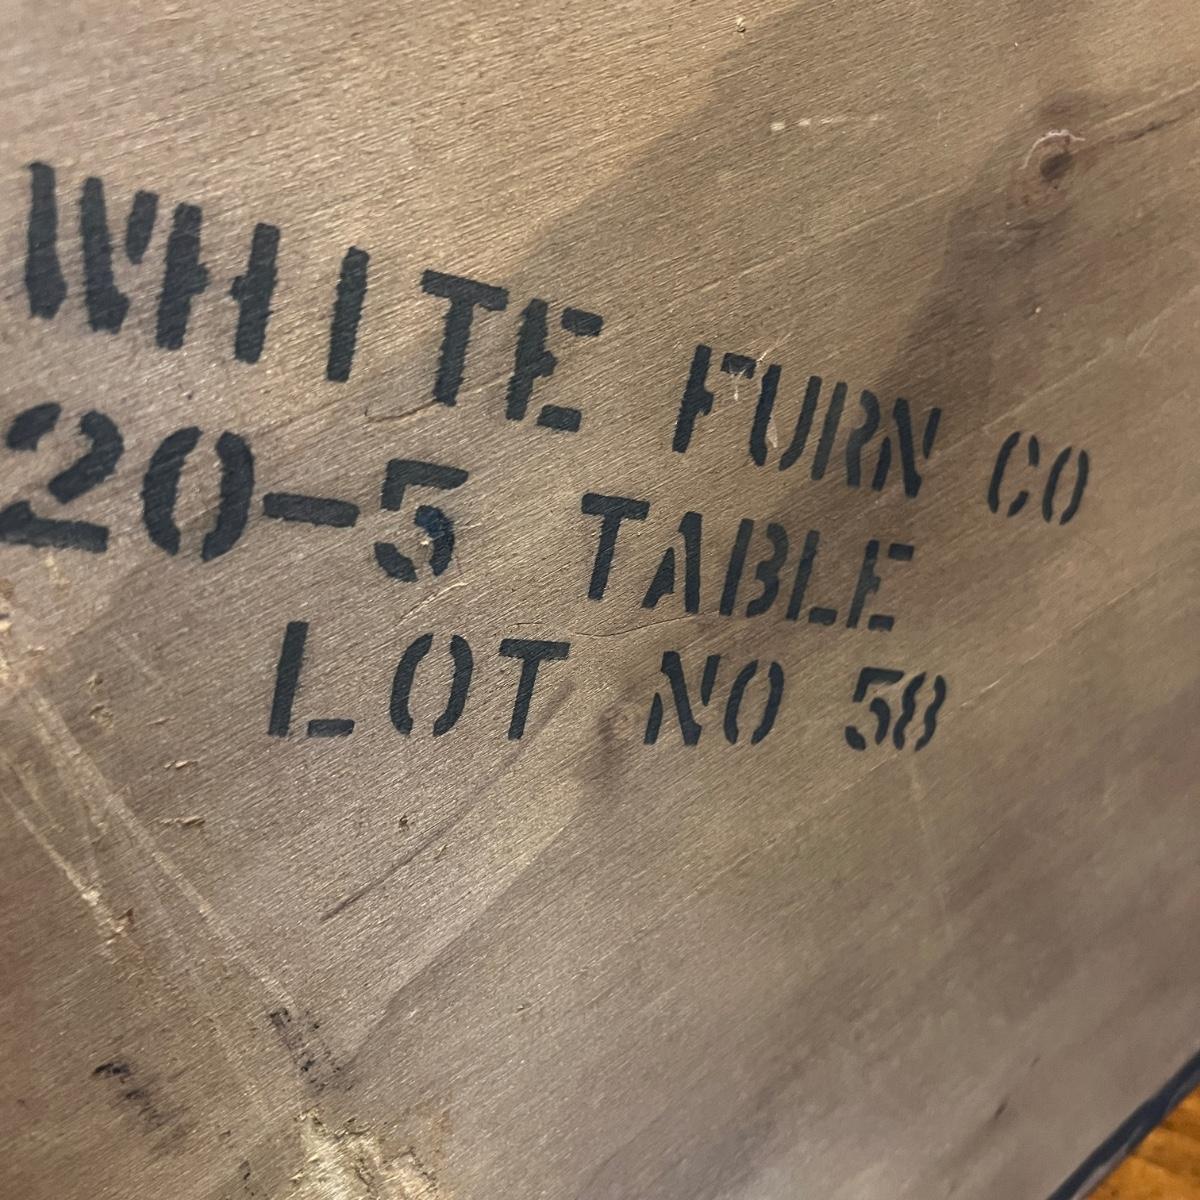 WHITE FURN CO
20-5 TABLE
LOT NO 58